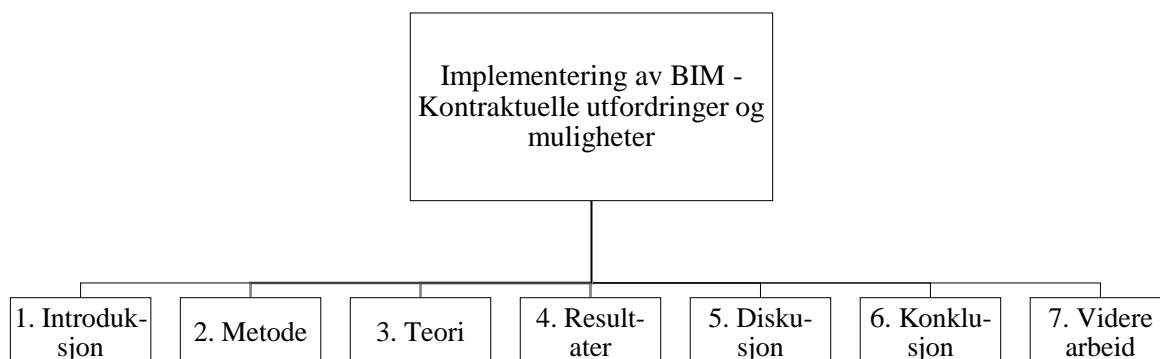 Implementering av BIM -
Kontraktuelle utfordringer og
muligheter
1. Introduk-
sjon
2. Metode
3. Teori
4. Result-
ater
5. Disku-
sjon
6. Konklu-
sjon
7. Videre
arbeid